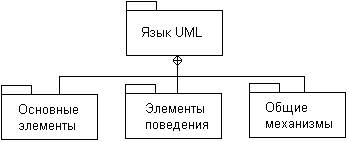 Язык UML
Основные
элементы
Элементы
поведения
Общие
механизмы